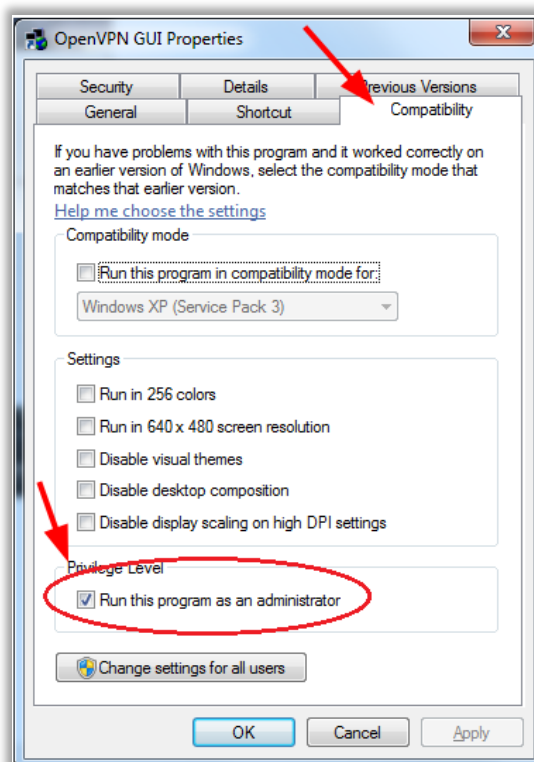 OpenVPN GUI Properties
Security Details Previous Versions
General Shortcut Compatibility
If you have problems with this program and it worked correctly on
an earlier version of Windows, select the compatibility mode that
matches that earlier version.
Help me choose the settings
Compatibility mode
Run this program in compatibility mode for:
Windows XP (Service Pack 3)
Settings
Run in 256 colors
Run in 640 x 480 screen resolution
Disable visual themes
Disable desktop composition
Disable display scaling on high DPI settings
Privilege Level
Run this program as an administrator
Change settings for all users
OK Cancel Apply